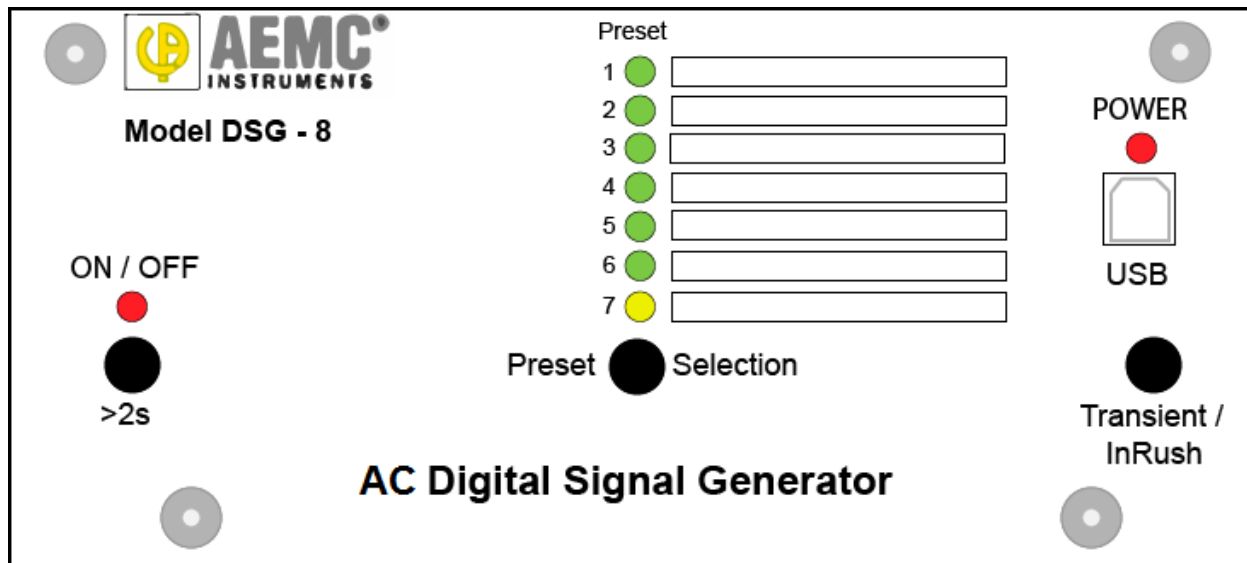 AEMC®
INSTRUMENTS
Model DSG - 8
Preset
1
2
3
4
5
6
7
Preset Selection
ON / OFF
>2s
POWER
USB
Transient /
InRush
AC Digital Signal Generator